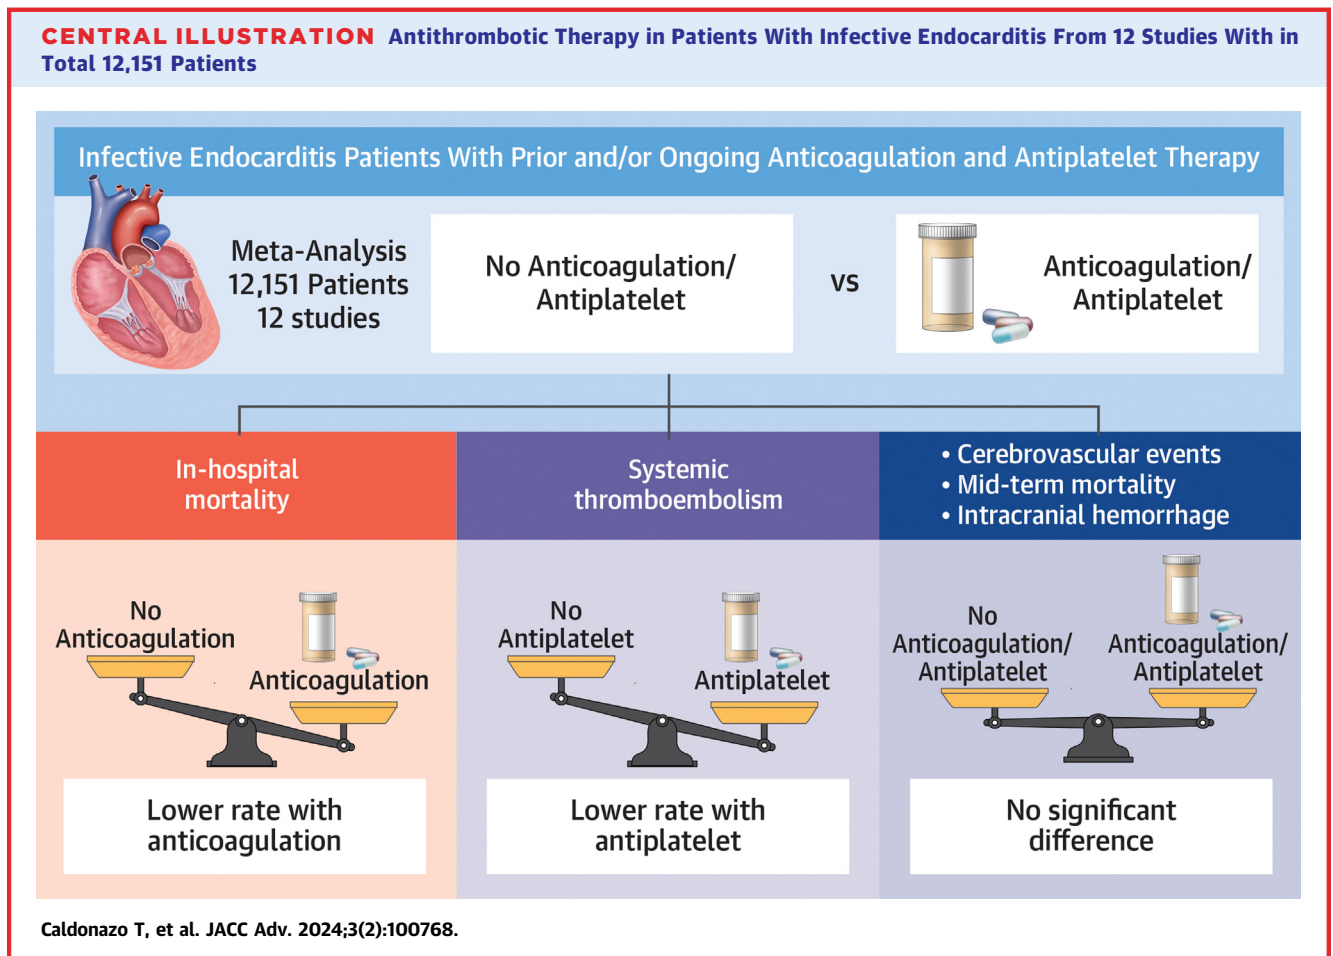 CENTRAL ILLUSTRATION Antithrombotic Therapy in Patients With Infective Endocarditis From 12 Studies With in
Total 12,151 Patients
Infective Endocarditis Patients With Prior and/or Ongoing Anticoagulation and Antiplatelet Therapy
Meta-Analysis
12,151 Patients
12 studies
No Anticoagulation/
Antiplatelet
vs
Anticoagulation/
Antiplatelet
In-hospital
mortality
Systemic
thromboembolism
• Cerebrovascular events
• Mid-term mortality
• Intracranial hemorrhage
No
Anticoagulation
Anticoagulation
No
Antiplatelet
Antiplatelet
No
Anticoagulation/
Antiplatelet
Anticoagulation/
Antiplatelet
Lower rate with
anticoagulation
Lower rate with
antiplatelet
No significant
difference
Caldonazo T, et al. JACC Adv. 2024;3(2):100768.